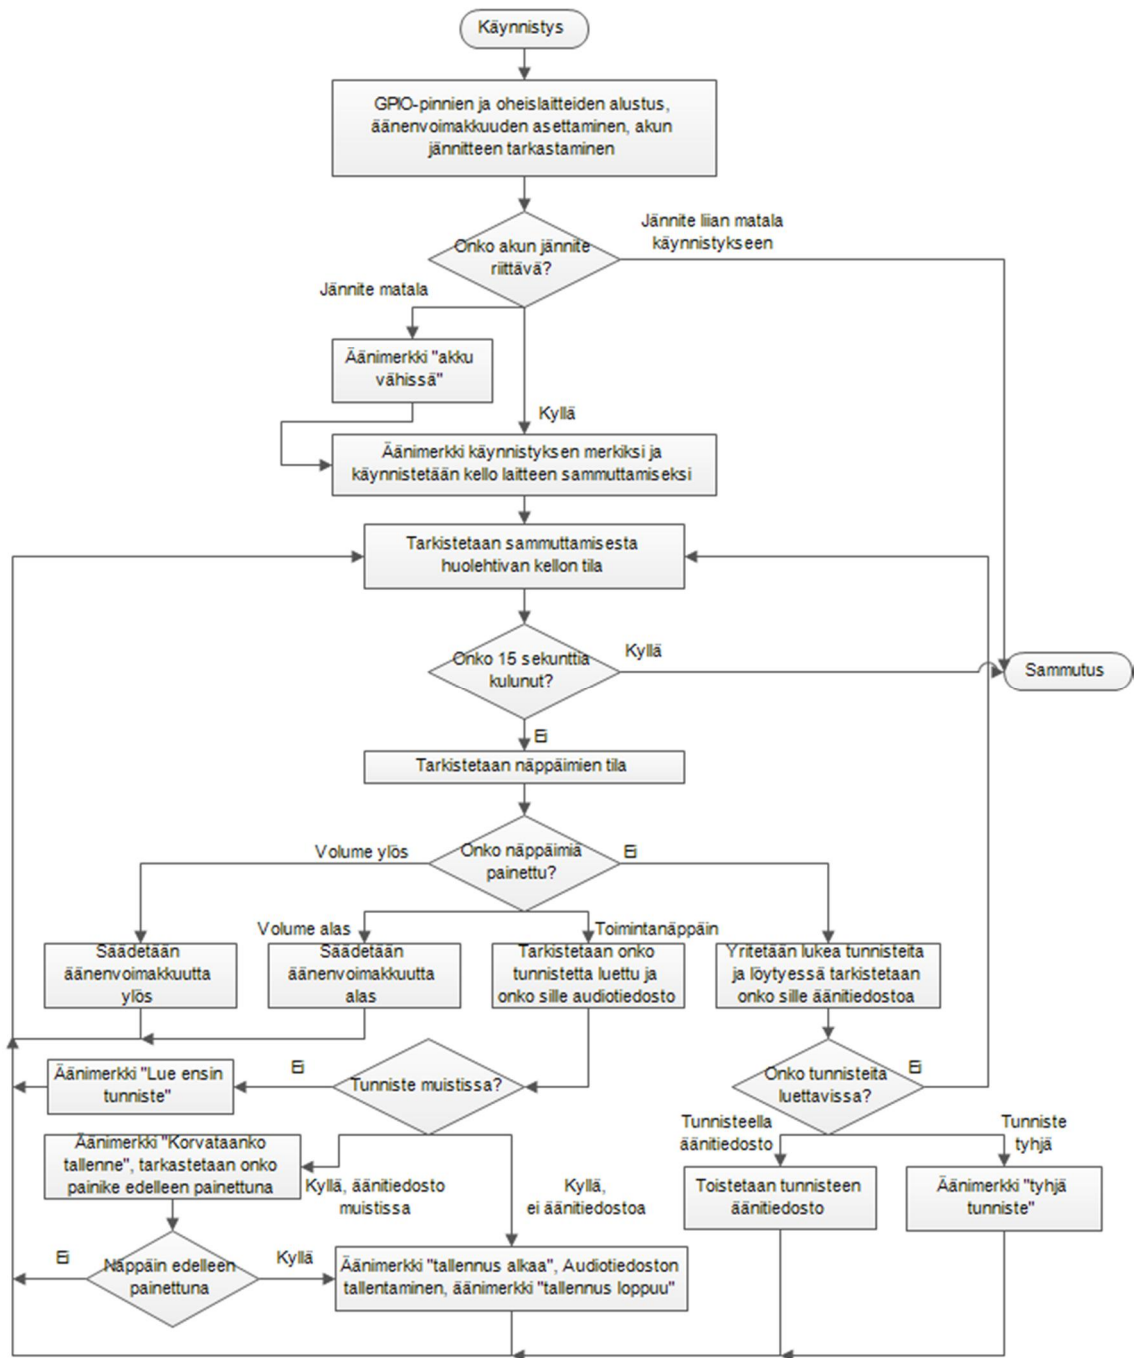 Käynnistys
GPIO-pinnien ja oheislaitteiden alustus,
äänenvoimakkuuden asettaminen, akun
jännitteen tarkastaminen
Jännite liian matala
käynnistykseen
Onko akun jännite
riittävä?
Jännite matala
Äänimerkki "akku
vähissä"
Kyllä
Äänimerkki käynnistyksen merkiksi ja
käynnistetään kello laitteen sammuttamiseksi
Tarkistetaan sammuttamisesta
huolehtivan kellon tila
Onko 15 sekunttia
kulunut?
Kyllä
Sammutus
Ei
Tarkistetaan näppäimien tila
Onko näppäimiä
painettu?
Volume ylös
Ei
Volume alas
Toimintanäppäin
Säädetään
äänenvoimakkuutta
ylös
Säädetään
äänenvoimakkuutta
alas
Tarkistetaan onko
tunnistetta luettu ja
onko sille audiotiedosto
Yritetään lukea tunnisteita
ja löytyessä tarkistetaan
onko sille äänitiedostoa
Äänimerkki "Lue ensin
tunniste"
Ei
Tunniste muistissa?
Onko tunnisteita
luettavissa?
Ei
Tunnisteella
äänitiedosto
Tunniste
tyhjä
Äänimerkki "Korvataanko
tallenne", tarkastetaan onko
painike edelleen painettuna
Kyllä, äänitiedosto
muistissa
Kyllä,
ei äänitiedostoa
Toistetaan tunnisteen
äänitiedosto
Äänimerkki "tyhjä
tunniste"
Ei
Näppäin edelleen
painettuna
Kyllä
Äänimerkki "tallennus alkaa", Audiotiedoston
tallentaminen, äänimerkki "tallennus loppuu"